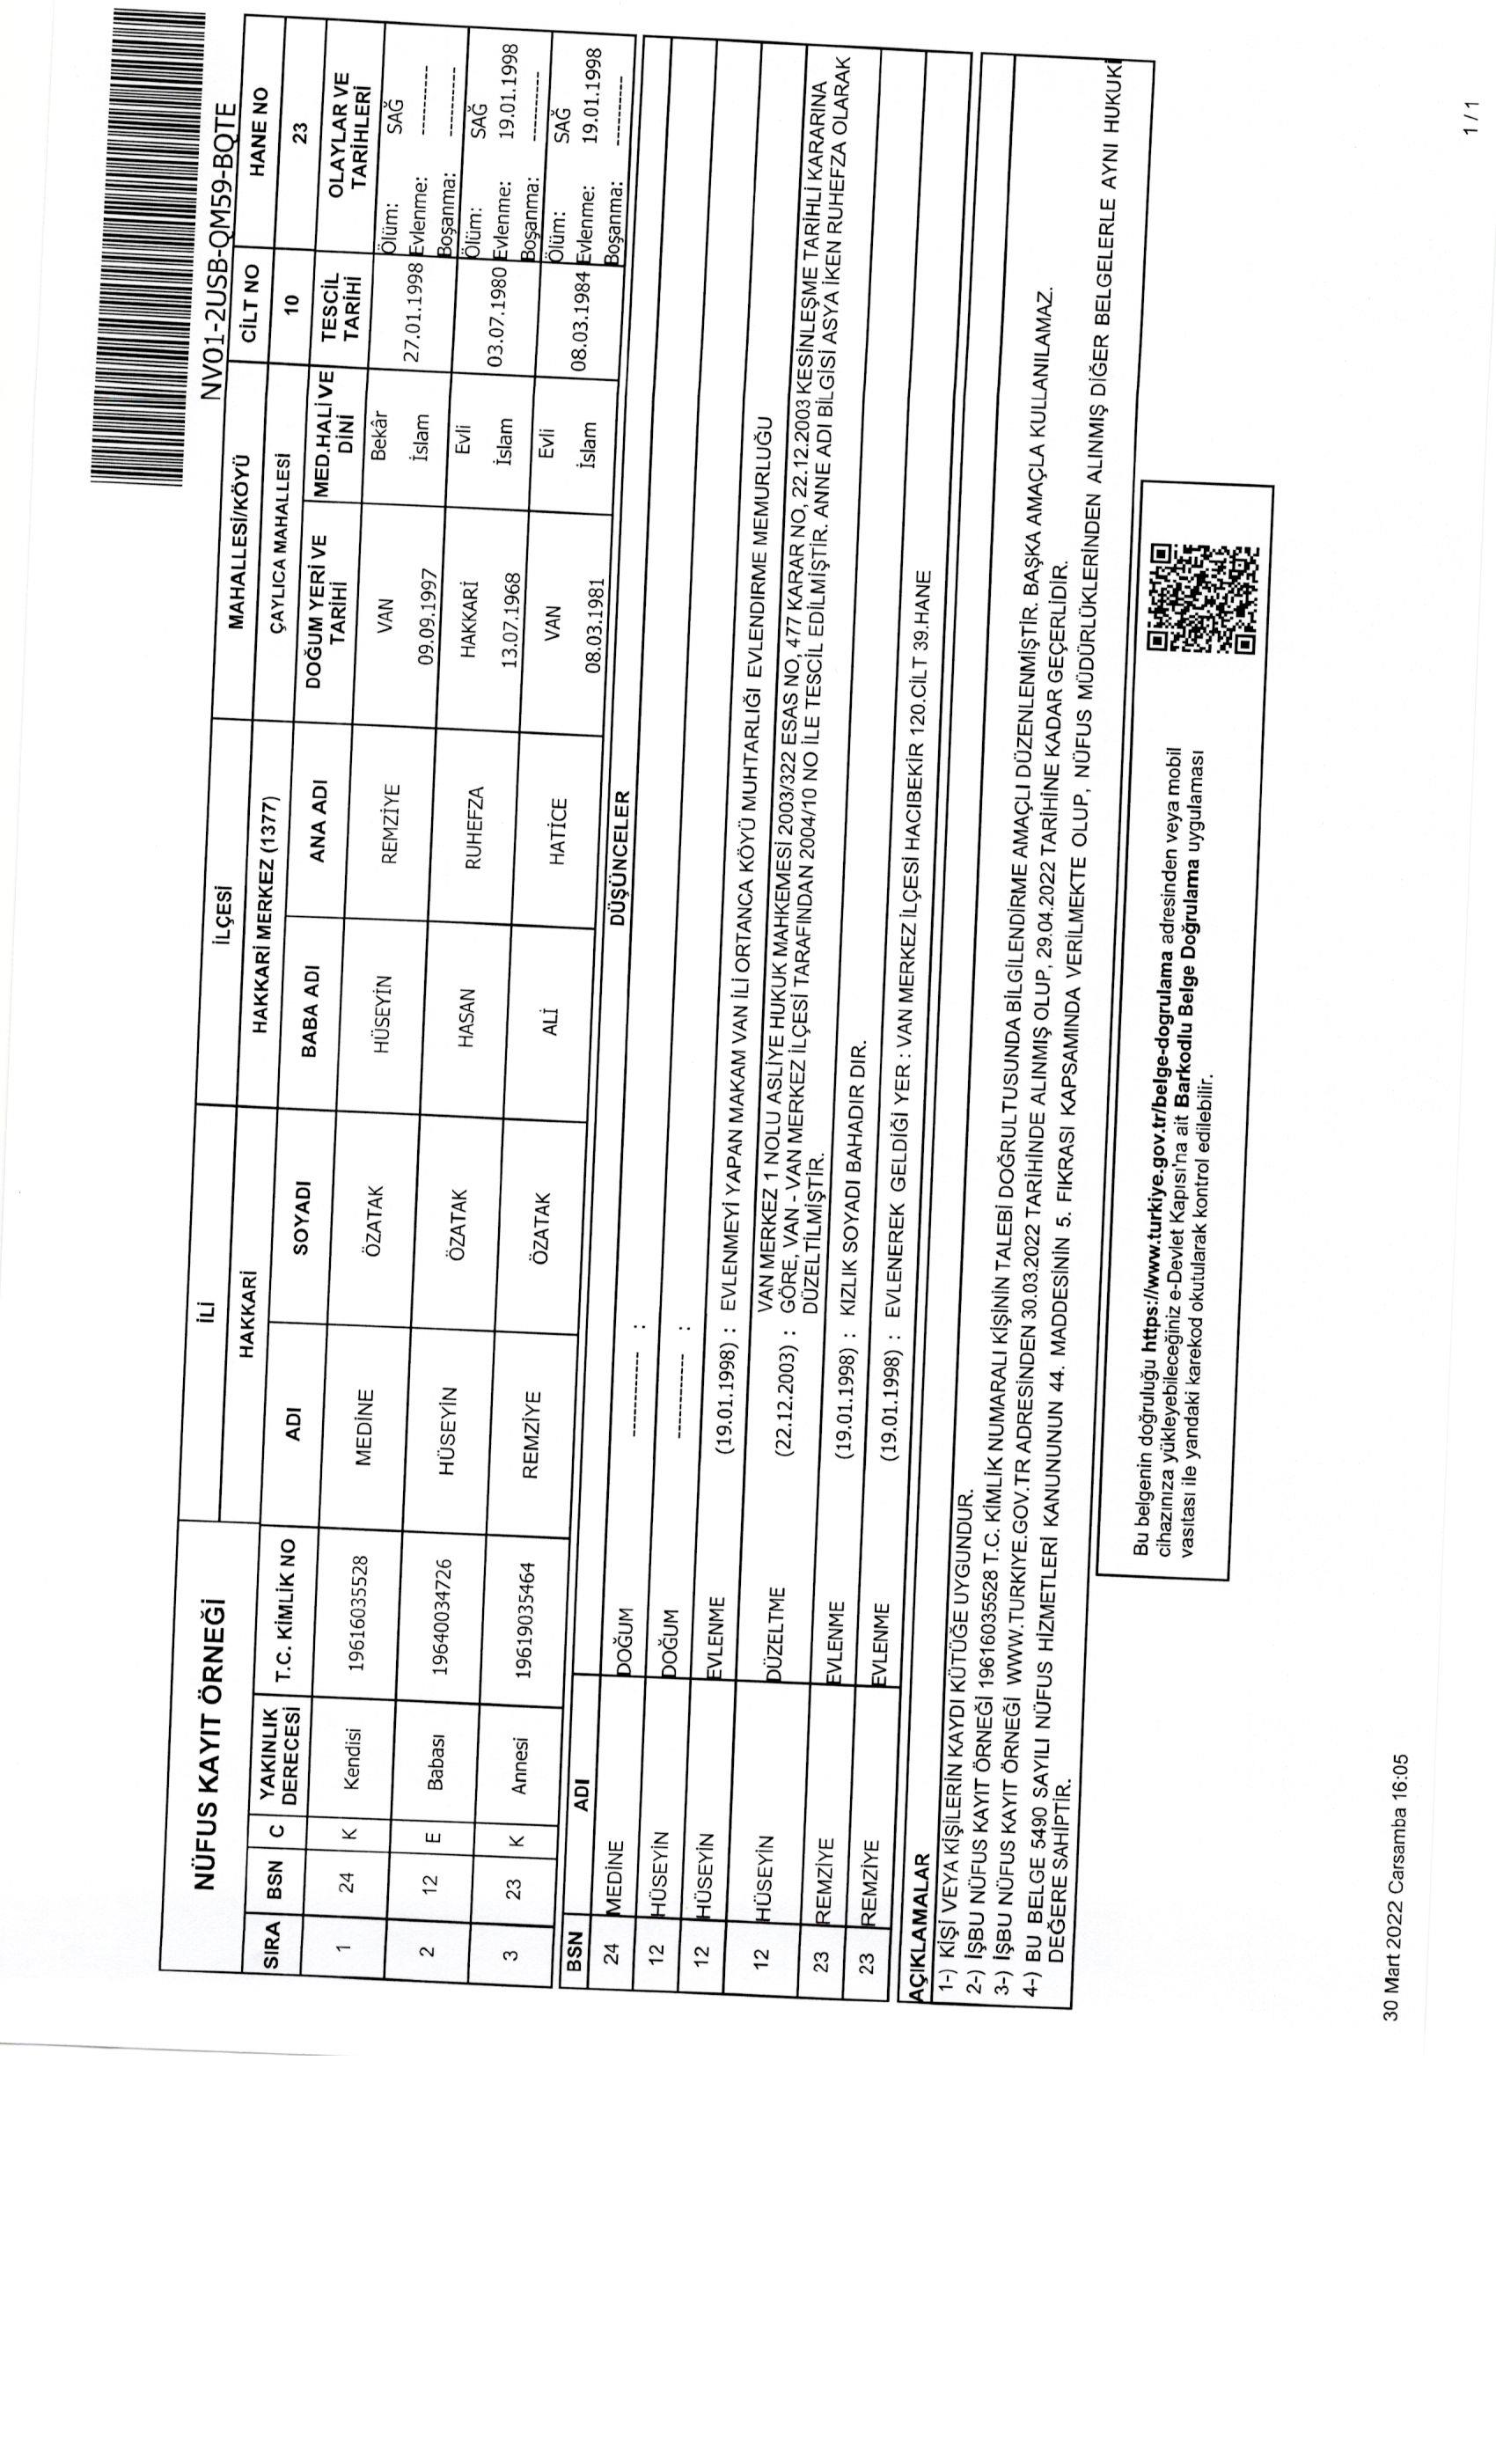 NV01-2USB-QM59-BQTE
NÜFUS KAYIT ÖRNEĞİ
İLİ İLÇESİ MAHALLESİ/KÖYÜ CİLT NO HANE NO
HAKKARİ HAKKARİ MERKEZ (1377) ÇAYLICA MAHALLESİ 10 23
SIRA BSN C YAKINLIK DERECESİ T.C. KİMLİK NO ADI SOYADI BABA ADI ANA ADI DOĞUM YERİ VE TARİHİ MED.HALİ VE DİNİ TESCİL TARİHİ OLAYLAR VE TARİHLERİ
1 24 K Kendisi 19616035528 MEDİNE ÖZATAK HÜSEYİN REMZİYE VAN 09.09.1997 Bekâr İslam 27.01.1998 Ölüm: SAĞ Evlenme: ---------- Boşanma: ----------
2 12 E Babası 19640034726 HÜSEYİN ÖZATAK HASAN RUHEFZA HAKKARİ 13.07.1968 Evli İslam 03.07.1980 Ölüm: SAĞ Evlenme: 19.01.1998 Boşanma: ----------
3 23 K Annesi 19619035464 REMZİYE ÖZATAK ALİ HATİCE VAN 08.03.1981 Evli İslam 08.03.1984 Ölüm: SAĞ Evlenme: 19.01.1998 Boşanma: ----------
BSN ADI DÜŞÜNCELER
24 MEDİNE DOĞUM ------------ :
12 HÜSEYİN DOĞUM ------------ :
12 HÜSEYİN EVLENME (19.01.1998) : EVLENMEYİ YAPAN MAKAM VAN İLİ ORTANCA KÖYÜ MUHTARLIĞI EVLENDIRME MEMURLUĞU
12 HÜSEYİN DÜZELTME (22.12.2003) : VAN MERKEZ 1 NOLU ASLİYE HUKUK MAHKEMESİ 2003/322 ESAS NO, 477 KARAR NO, 22.12.2003 KESİNLEŞME TARİHLİ KARARINA
GÖRE, VAN - VAN MERKEZ İLÇESİ TARAFINDAN 2004/10 NO İLE TESCİL EDİLMİŞTİR. ANNE ADI BİLGİSİ ASYA İKEN RUHEFZA OLARAK
DÜZELTİLMİŞTİR.
23 REMZİYE EVLENME (19.01.1998) : KIZLIK SOYADI BAHADIR DIR.
23 REMZİYE EVLENME (19.01.1998) : EVLENEREK GELDİĞİ YER : VAN MERKEZ İLÇESİ HACIBEKİR 120.CİLT 39.HANE
AÇIKLAMALAR
1-) KİŞİ VEYA KİŞİLERİN KAYDI KÜTÜĞE UYGUNDUR.
2-) İŞBU NÜFUS KAYIT ÖRNEĞİ 19616035528 T.C. KİMLİK NUMARALI KİŞİNİN TALEBİ DOĞRULTUSUNDA BİLGİLENDİRME AMAÇLI DÜZENLENMİŞTİR. BAŞKA AMAÇLA KULLANILAMAZ.
3-) İŞBU NÜFUS KAYIT ÖRNEĞİ WWW.TURKIYE.GOV.TR ADRESİNDEN 30.03.2022 TARİHİNDE ALINMIŞ OLUP, 29.04.2022 TARİHİNE KADAR GEÇERLİDİR.
4-) BU BELGE 5490 SAYILI NÜFUS HİZMETLERİ KANUNUNUN 44. MADDESİNİN 5. FIKRASI KAPSAMINDA VERİLMEKTE OLUP, NÜFUS MÜDÜRLÜKLERİNDEN ALINMIŞ DİĞER BELGELERLE AYNI HUKUKİ
DEĞERE SAHİPTİR.
Bu belgenin doğruluğu https://www.turkiye.gov.tr/belge-dogrulama adresinden veya mobil
cihazınıza yükleyebileceğiniz e-Devlet Kapısı'na ait Barkodlu Belge Doğrulama uygulaması
vasıtası ile yandaki karekod okutularak kontrol edilebilir.
30 Mart 2022 Carsamba 16:05
1 / 1